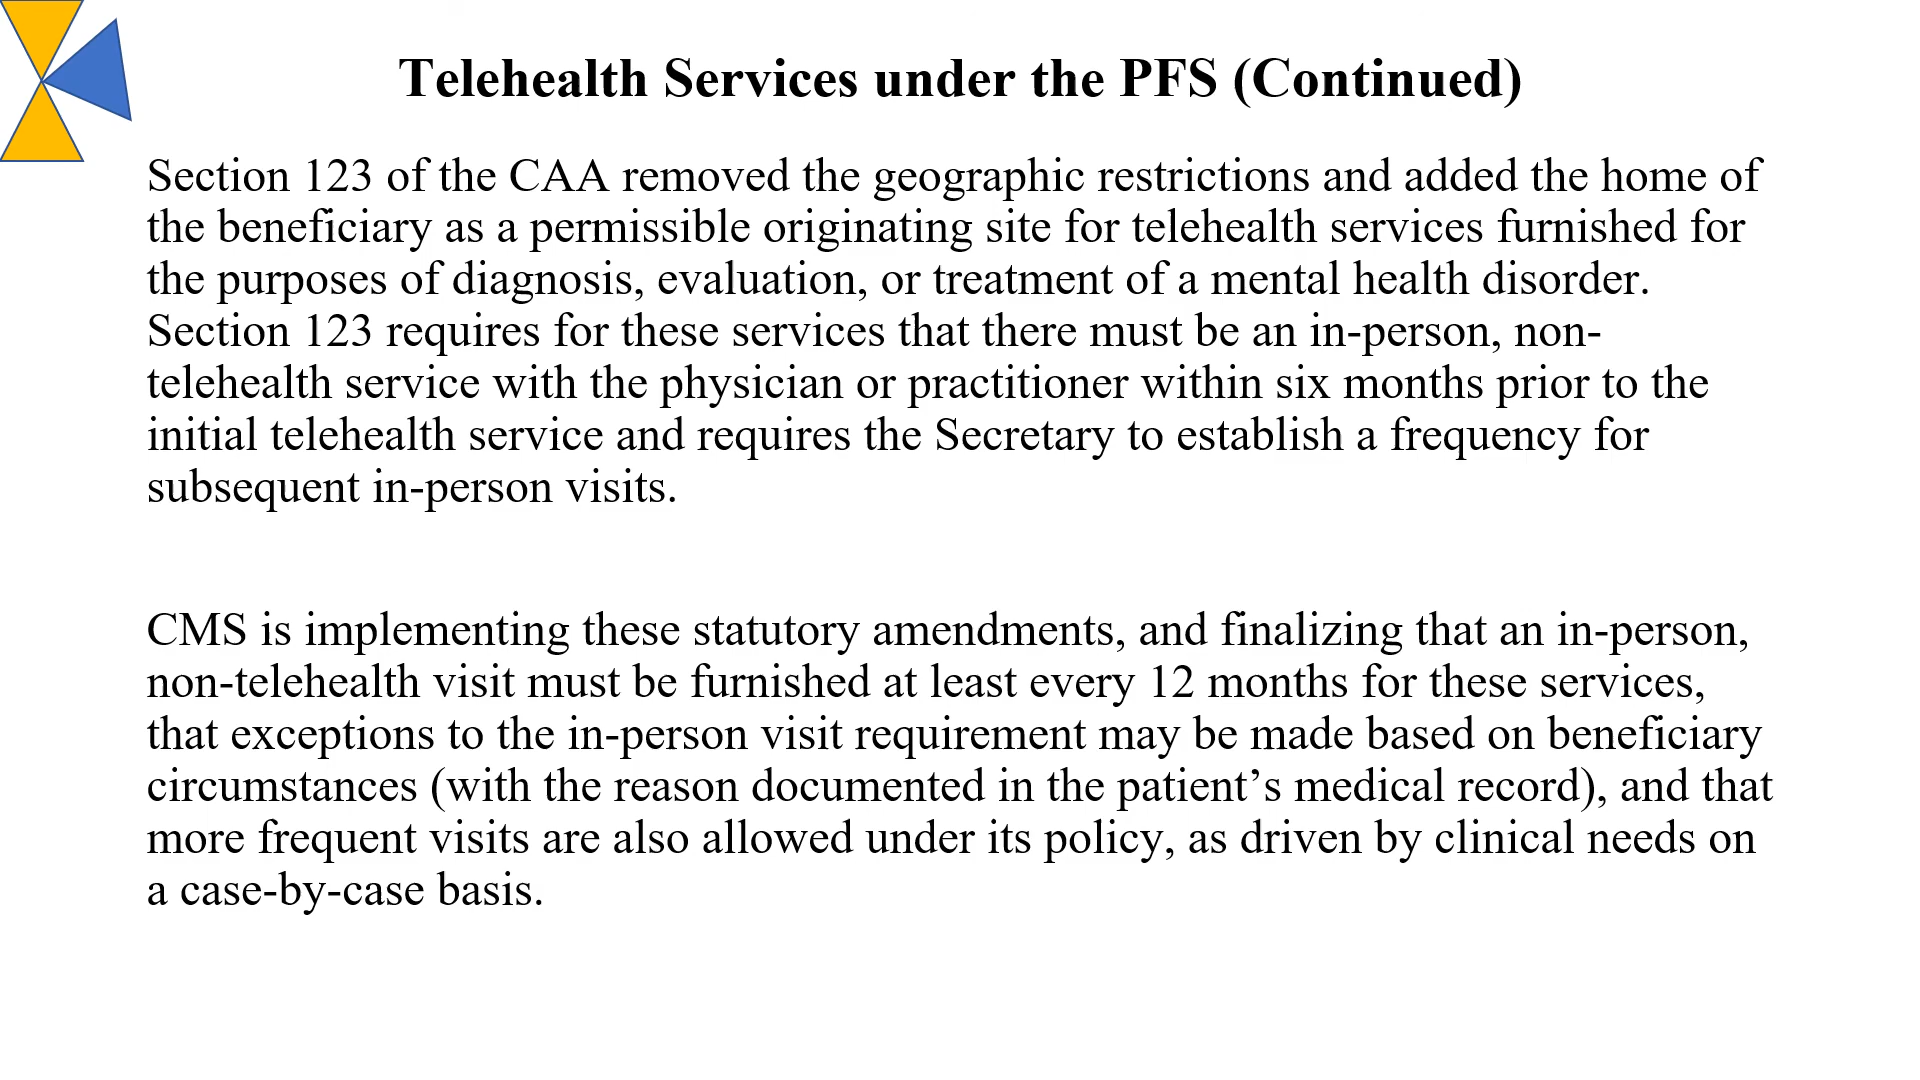 Telehealth Services under the PFS (Continued)
Section 123 of the CAA removed the geographic restrictions and added the home of
the beneficiary as a permissible originating site for telehealth services furnished for
the purposes of diagnosis, evaluation, or treatment of a mental health disorder.
Section 123 requires for these services that there must be an in-person, non-
telehealth service with the physician or practitioner within six months prior to the
initial telehealth service and requires the Secretary to establish a frequency for
subsequent in-person visits.
CMS is implementing these statutory amendments, and finalizing that an in-person,
non-telehealth visit must be furnished at least every 12 months for these services,
that exceptions to the in-person visit requirement may be made based on beneficiary
circumstances (with the reason documented in the patient’s medical record), and that
more frequent visits are also allowed under its policy, as driven by clinical needs on
a case-by-case basis.